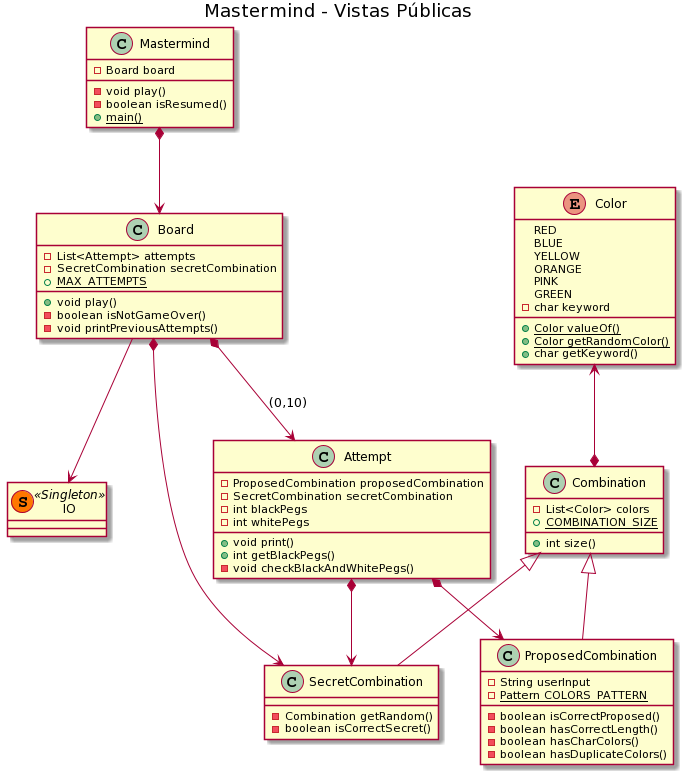 Mastermind - Vistas Públicas
C Mastermind
Board board
void play()
boolean isResumed()
main()
C Board
List<Attempt> attempts
SecretCombination secretCombination
MAX_ATTEMPTS
void play()
boolean isNotGameOver()
void printPreviousAttempts()
E Color
RED
BLUE
YELLOW
ORANGE
PINK
GREEN
char keyword
Color valueOf()
Color getRandomColor()
char getKeyword()
(0,10)
S «Singleton»
IO
C Attempt
ProposedCombination proposedCombination
SecretCombination secretCombination
int blackPegs
int whitePegs
void print()
int getBlackPegs()
void checkBlackAndWhitePegs()
C Combination
List<Color> colors
COMBINATION_SIZE
int size()
C SecretCombination
Combination getRandom()
boolean isCorrectSecret()
C ProposedCombination
String userInput
Pattern COLORS_PATTERN
boolean isCorrectProposed()
boolean hasCorrectLength()
boolean hasCharColors()
boolean hasDuplicateColors()